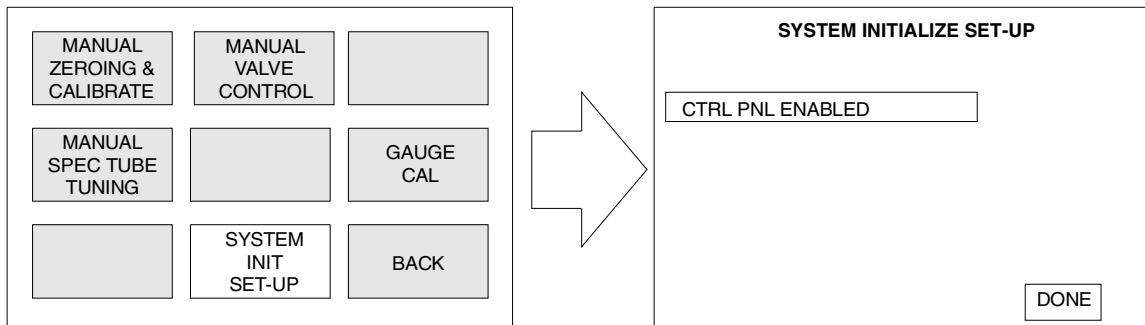 MANUAL
ZEROING &
CALIBRATE
MANUAL
VALVE
CONTROL
MANUAL
SPEC TUBE
TUNING
GAUGE
CAL
SYSTEM
INIT
SET-UP
BACK
SYSTEM INITIALIZE SET-UP
CTRL PNL ENABLED
DONE